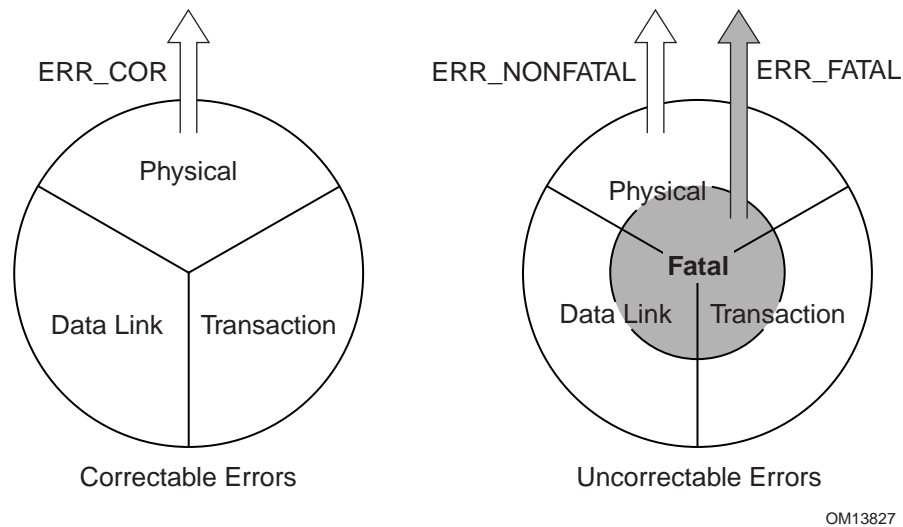 ERR_COR
Physical
Data Link
Transaction
Correctable Errors
ERR_NONFATAL
ERR_FATAL
Physical
Fatal
Data Link
Transaction
Uncorrectable Errors
OM13827